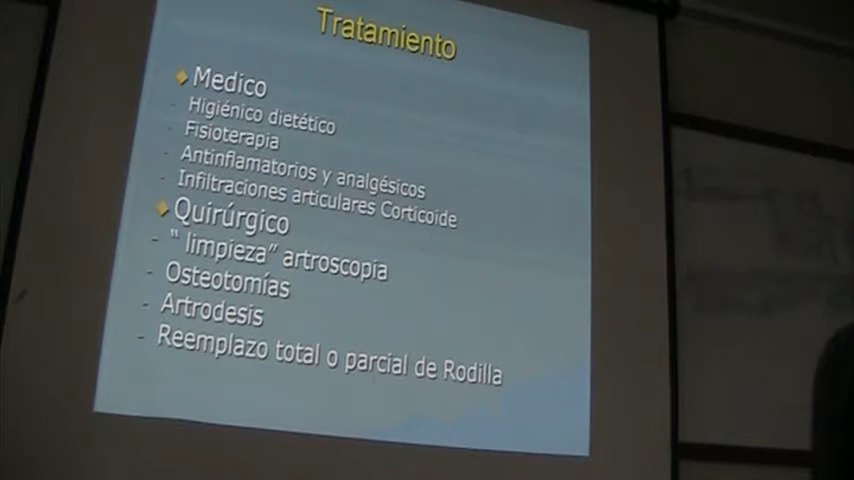 Tratamiento
Medico
- Higiénico dietético
- Fisioterapia
- Antinflamatorios y analgésicos
- Infiltraciones articulares Corticoide
Quirúrgico
- “ limpieza” artroscopia
- Osteotomías
- Artrodesis
- Reemplazo total o parcial de Rodilla